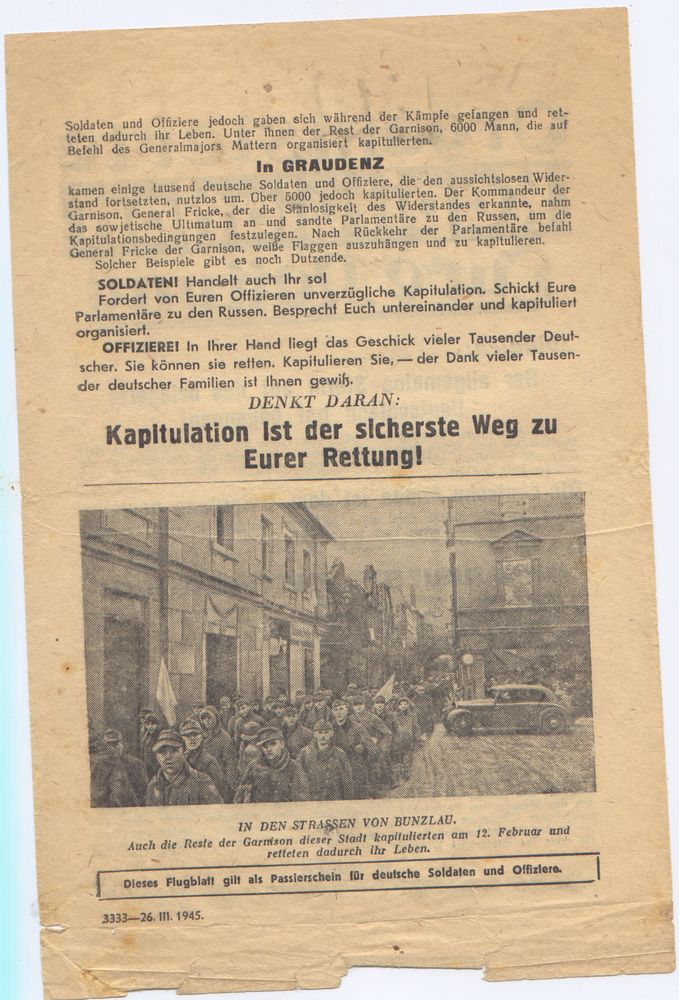 Soldaten und Offiziere jedoch gaben sich während der Kämpfe gefangen und ret-
teten dadurch ihr Leben. Unter ihnen der Rest der Garnison, 6000 Mann, die auf
Befehl des Generalmajors Mattern organisiert kapitulierten.
In GRAUDENZ
kamen einige tausend deutsche Soldaten und Offiziere, die den aussichtslosen Wider-
stand fortsetzten, nutzlos um. Über 5000 jedoch kapitulierten. Der Kommandeur der
Garnison, General Fricke, der die Sinnlosigkeit des Widerstandes erkannte, nahm
das sowjetische Ultimatum an und sandte Parlamentäre zu den Russen, um die
Kapitulationsbedingungen festzulegen. Nach Rückkehr der Parlamentäre befahl
General Fricke der Garnison, weiße Flaggen auszuhängen und zu kapitulieren.
Solcher Beispiele gibt es noch Dutzende.
SOLDATEN! Handelt auch Ihr so!
Fordert von Euren Offizieren unverzügliche Kapitulation. Schickt Eure
Parlamentäre zu den Russen. Besprecht Euch untereinander und kapituliert
organisiert.
OFFIZIERE! In Ihrer Hand liegt das Geschick vieler Tausender Deut-
scher. Sie können sie retten. Kapitulieren Sie, — der Dank vieler Tausen-
der deutscher Familien ist Ihnen gewiß.
DENKT DARAN:
Kapitulation ist der sicherste Weg zu
Eurer Rettung!
IN DEN STRASSEN VON BUNZLAU.
Auch die Reste der Garnison dieser Stadt kapitulierten am 12. Februar und
retteten dadurch ihr Leben.
Dieses Flugblatt gilt als Passierschein für deutsche Soldaten und Offiziere.
3333—26. III. 1945.